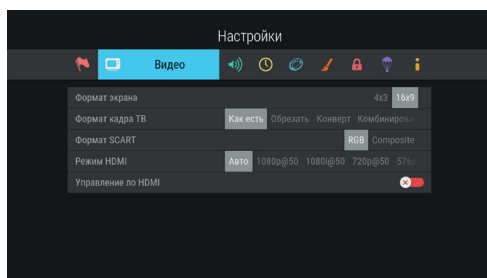 Настройки
Видео
Формат экрана 4x3 16x9
Формат кадра ТВ Как есть Обрезать Конверт
Формат SCART RGB Composite
Режим HDMI Авто 1080p@50 1080i@50 720p@50
Управление по HDMI